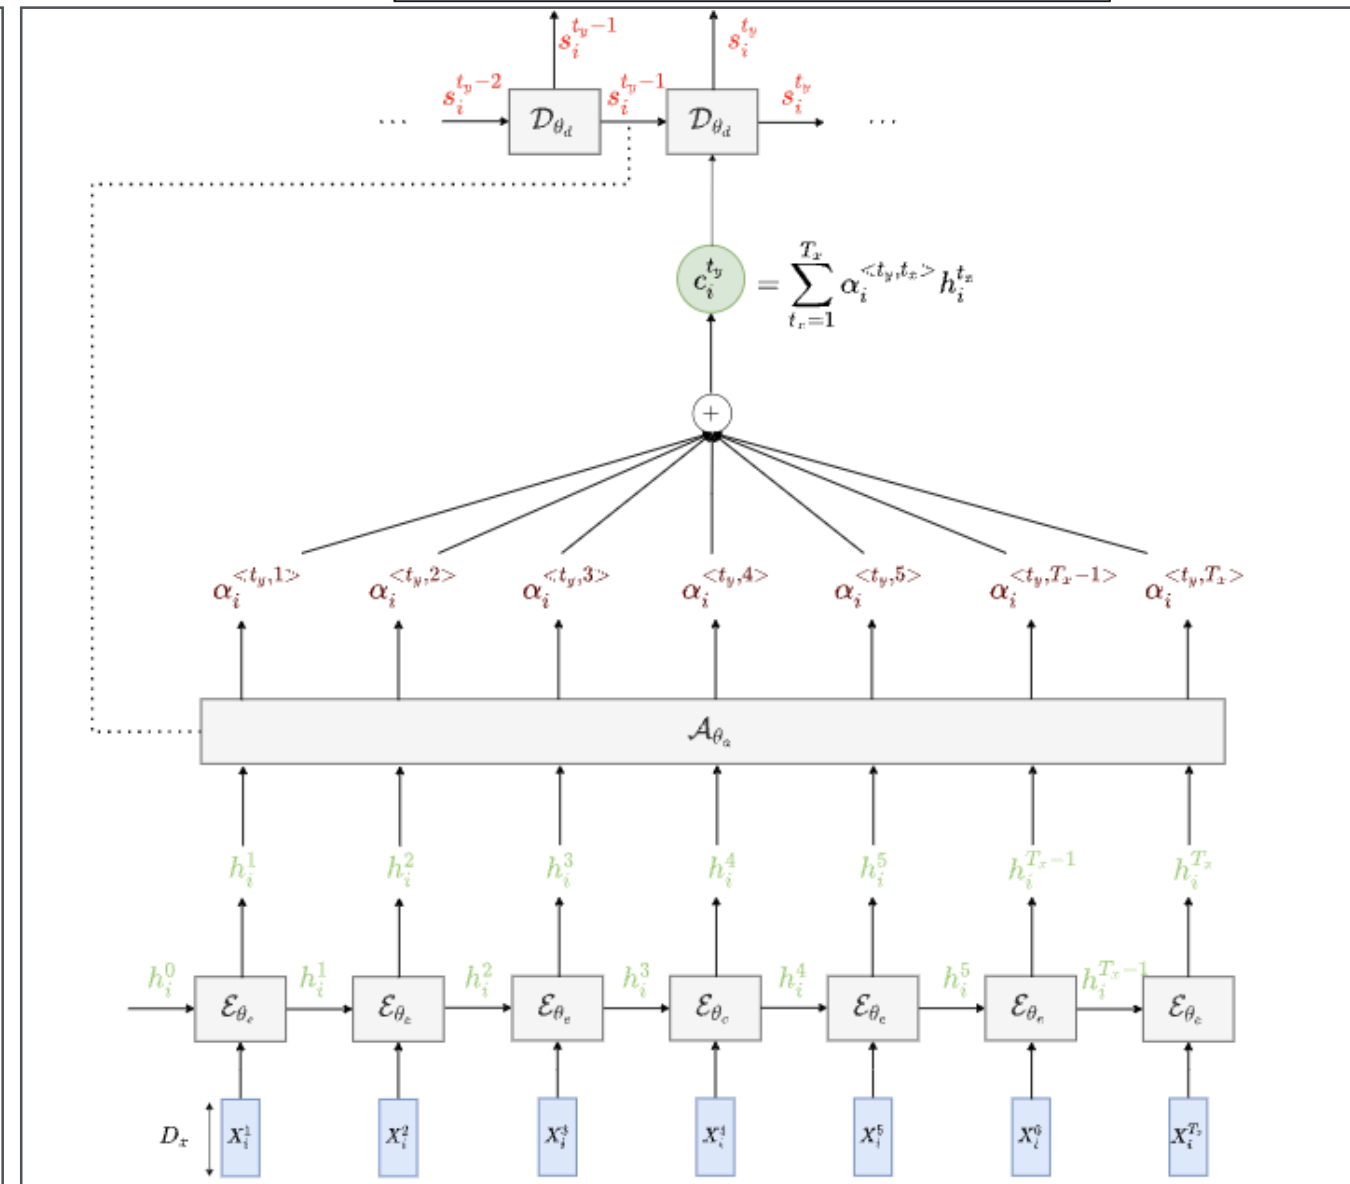 s_i^{t_y-1} s_i^{t_y}
... s_i^{t_y-2} s_i^{t_y-1} s_i^{t_y} ...
𝒟_{θ_d} 𝒟_{θ_d}
c_i^{t_y} = \sum_{t_x=1}^{T_x} α_i^{<t_y,t_x>} h_i^{t_x}
+
α_i^{<t_y,1>} α_i^{<t_y,2>} α_i^{<t_y,3>} α_i^{<t_y,4>} α_i^{<t_y,5>} α_i^{<t_y,T_x-1>} α_i^{<t_y,T_x>}
𝒜_{θ_a}
h_i^1 h_i^2 h_i^3 h_i^4 h_i^5 h_i^{T_x-1} h_i^{T_x}
h_i^0 h_i^1 h_i^2 h_i^3 h_i^4 h_i^5 h_i^{T_x-1}
ℰ_{θ_e} ℰ_{θ_e} ℰ_{θ_e} ℰ_{θ_e} ℰ_{θ_e} ℰ_{θ_e} ℰ_{θ_e}
D_x X_i^1 X_i^2 X_i^3 X_i^4 X_i^5 X_i^6 X_i^{T_x}